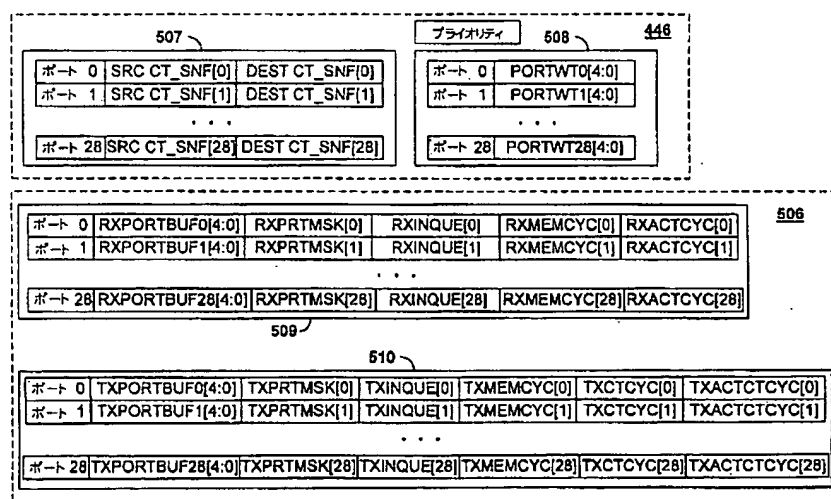 507
プライオリティ 508 446
ポート 0 SRC CT_SNF[0] DEST CT_SNF[0]
ポート 1 SRC CT_SNF[1] DEST CT_SNF[1]
. . .
ポート 28 SRC CT_SNF[28] DEST CT_SNF[28]
ポート 0 PORTWT0[4:0]
ポート 1 PORTWT1[4:0]
. . .
ポート 28 PORTWT28[4:0]
506
ポート 0 RXPORTBUF0[4:0] RXPRTMSK[0] RXINQUE[0] RXMEMCYC[0] RXACTCYC[0]
ポート 1 RXPORTBUF1[4:0] RXPRTMSK[1] RXINQUE[1] RXMEMCYC[1] RXACTCYC[1]
. . .
ポート 28 RXPORTBUF28[4:0] RXPRTMSK[28] RXINQUE[28] RXMEMCYC[28] RXACTCYC[28]
509
510
ポート 0 TXPORTBUF0[4:0] TXPRTMSK[0] TXINQUE[0] TXMEMCYC[0] TXCTCYC[0] TXACTCTCYC[0]
ポート 1 TXPORTBUF1[4:0] TXPRTMSK[1] TXINQUE[1] TXMEMCYC[1] TXCTCYC[1] TXACTCTCYC[1]
. . .
ポート 28 TXPORTBUF28[4:0] TXPRTMSK[28] TXINQUE[28] TXMEMCYC[28] TXCTCYC[28] TXACTCTCYC[28]